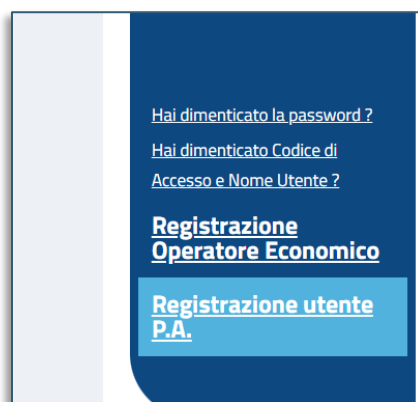 Hai dimenticato la password ?
Hai dimenticato Codice di
Accesso e Nome Utente ?
Registrazione
Operatore Economico
Registrazione utente
P.A.